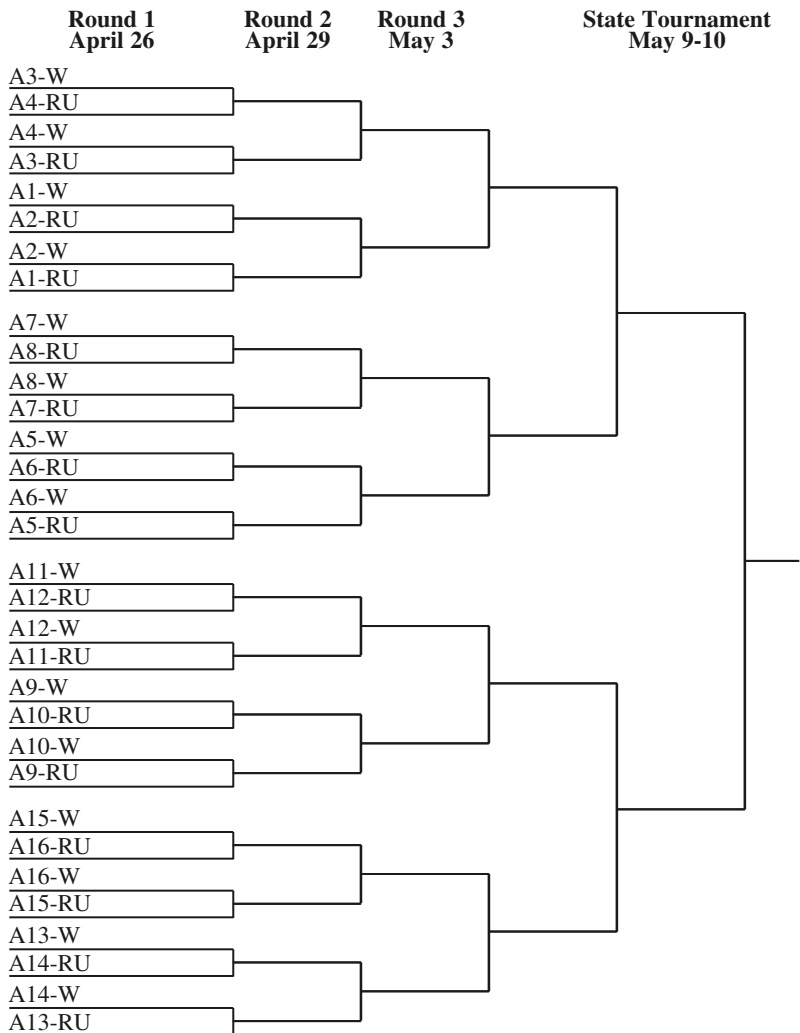 Round 1 Round 2 Round 3 State Tournament
April 26 April 29 May 3 May 9-10
A3-W
A4-RU
A4-W
A3-RU
A1-W
A2-RU
A2-W
A1-RU
A7-W
A8-RU
A8-W
A7-RU
A5-W
A6-RU
A6-W
A5-RU
A11-W
A12-RU
A12-W
A11-RU
A9-W
A10-RU
A10-W
A9-RU
A15-W
A16-RU
A16-W
A15-RU
A13-W
A14-RU
A14-W
A13-RU